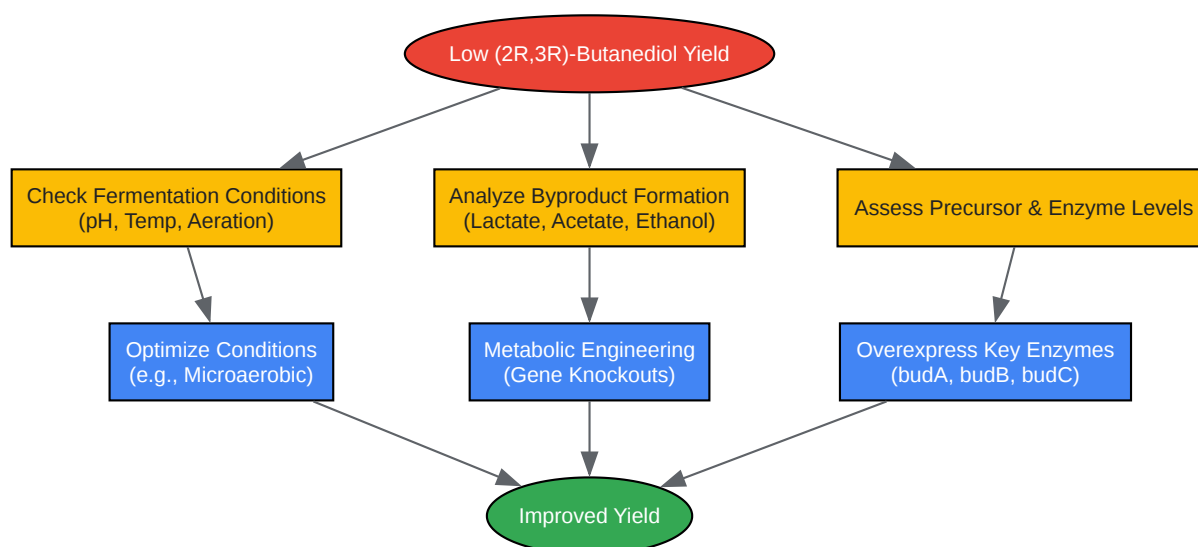 Low (2R,3R)-Butanediol Yield
Check Fermentation Conditions
(pH, Temp, Aeration)
Analyze Byproduct Formation
(Lactate, Acetate, Ethanol)
Assess Precursor & Enzyme Levels
Optimize Conditions
(e.g., Microaerobic)
Metabolic Engineering
(Gene Knockouts)
Overexpress Key Enzymes
(budA, budB, budC)
Improved Yield